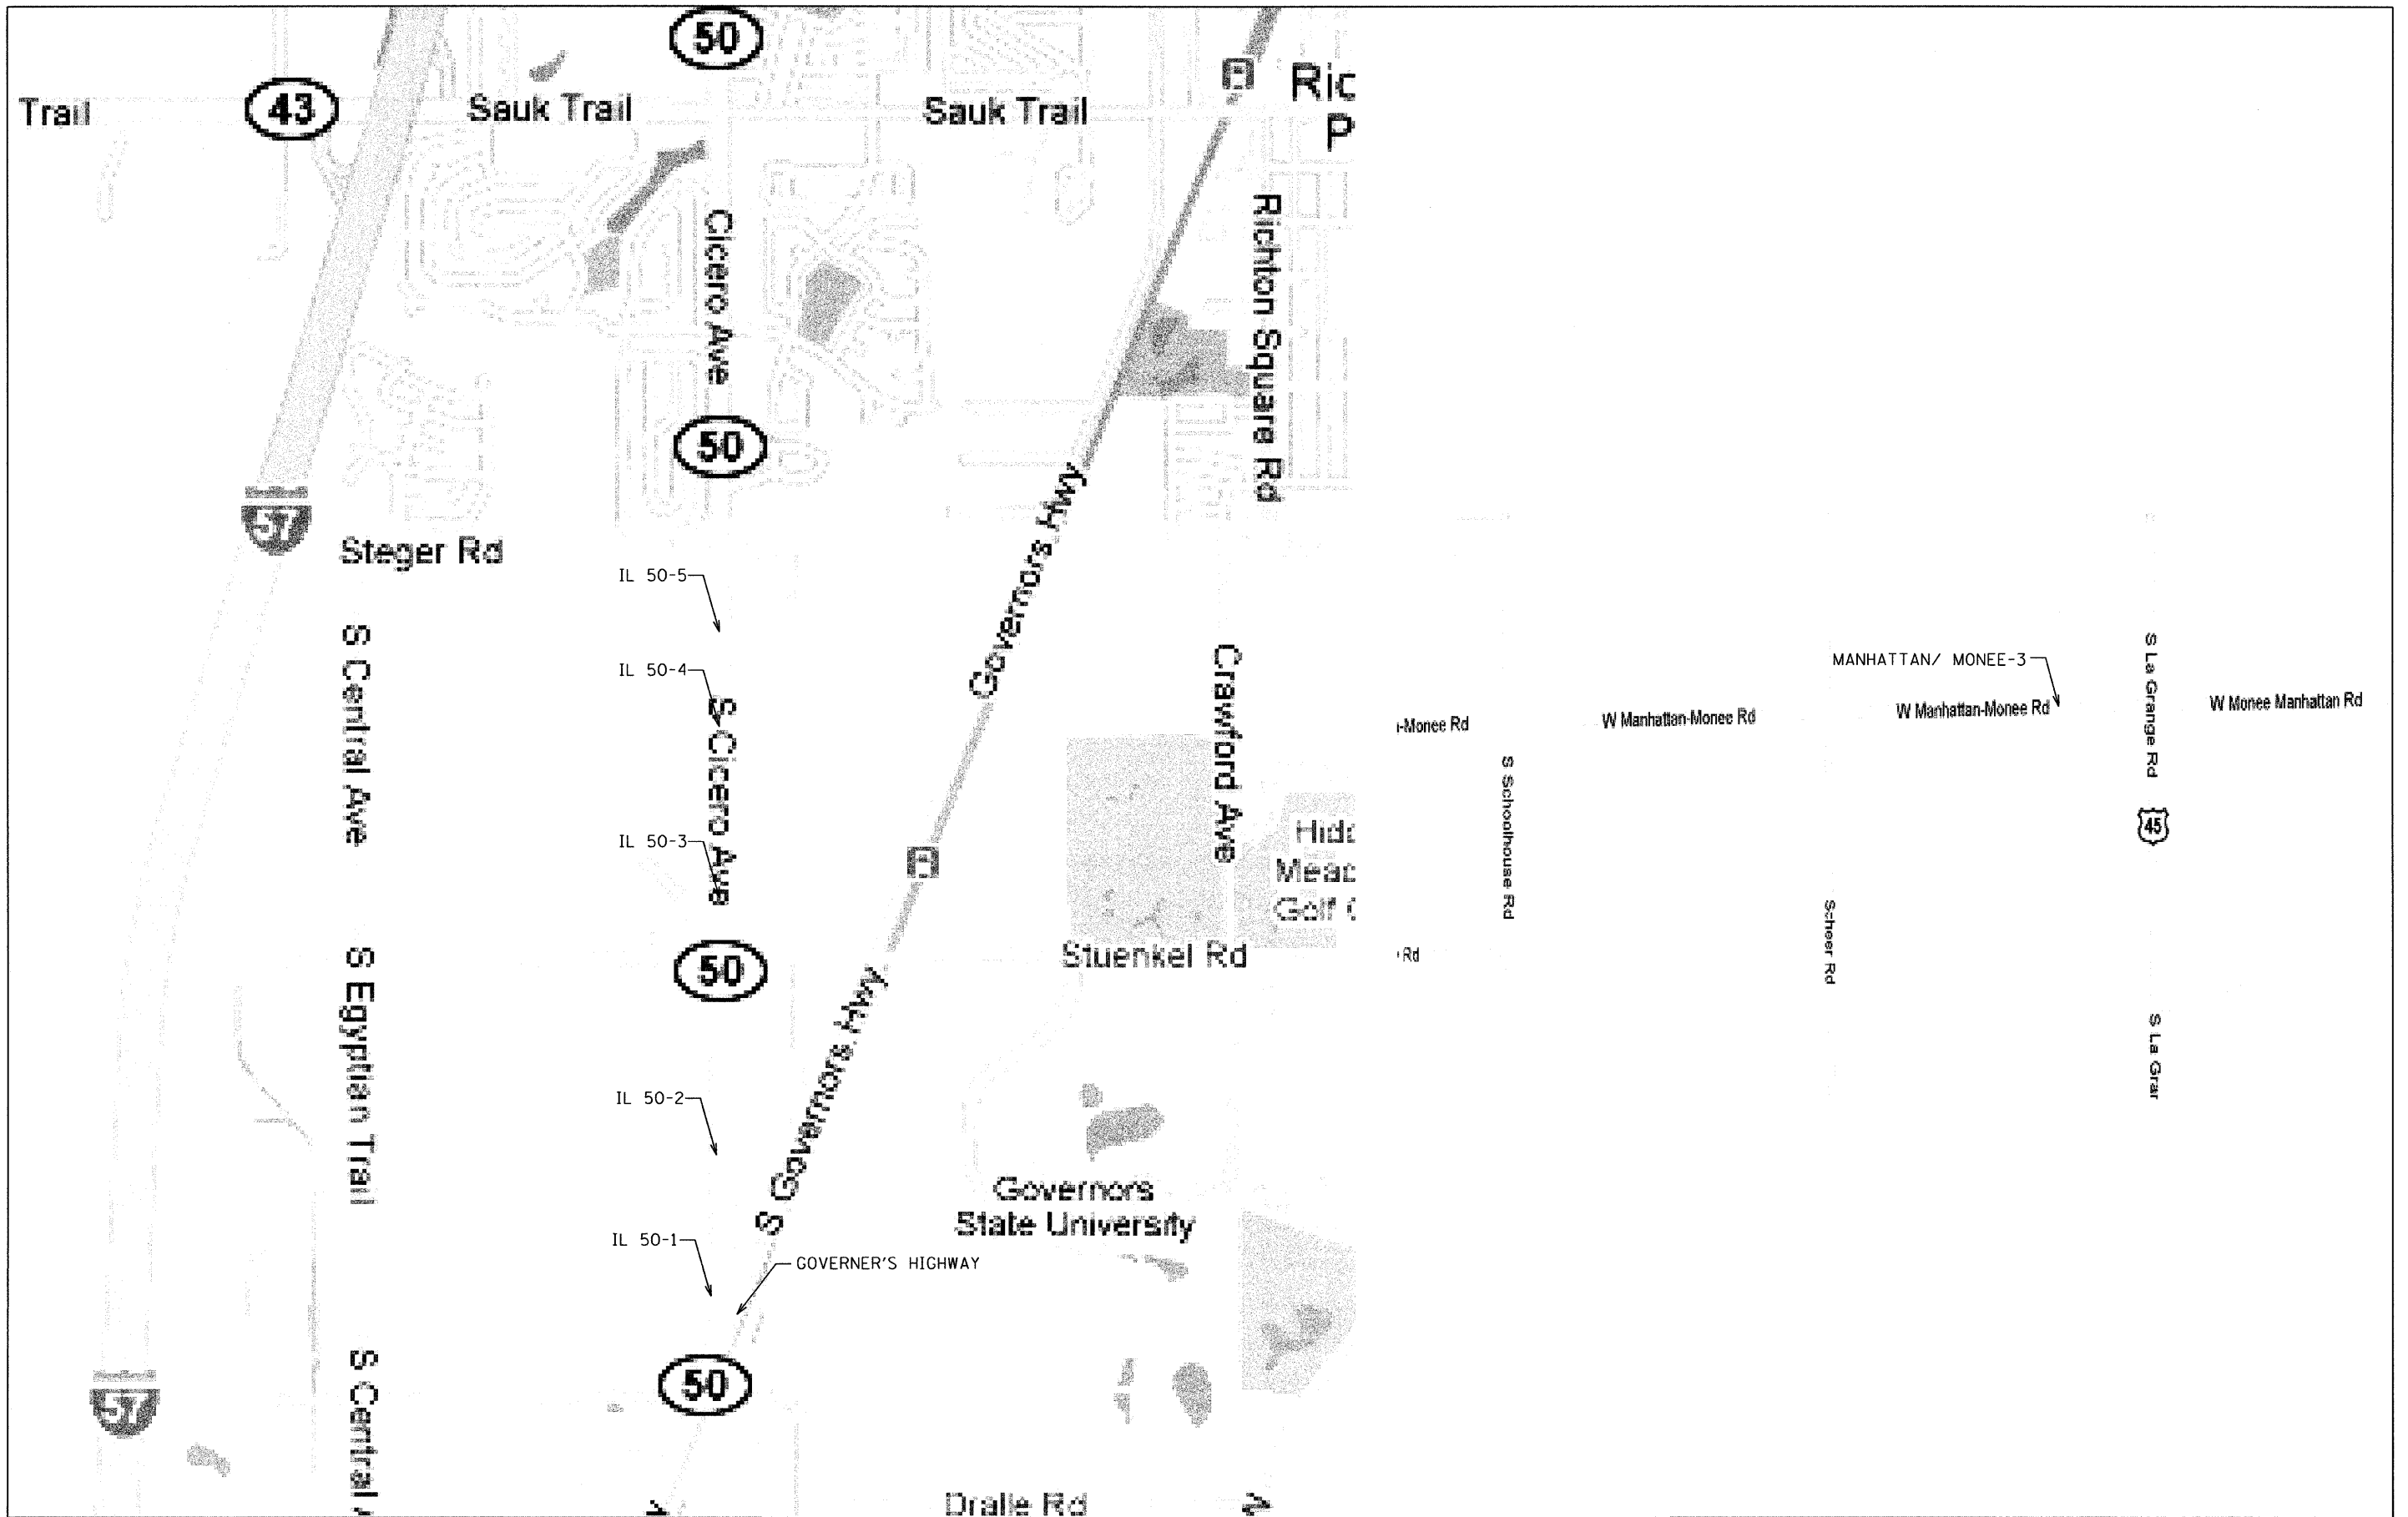 50
Trail
43
Sauk Trail
Sauk Trail
Ric
P
Cicero Ave
Richton Square Rd
50
57
Governors Hwy
Steger Rd
IL 50-5
S Central Ave
IL 50-4
S Cicero Ave
IL 50-3
Crawford Ave
MANHATTAN/ MONEE-3
S La Grange Rd
i-Monee Rd
W Manhattan-Monee Rd
W Manhattan-Monee Rd
W Monee Manhattan Rd
S Schoolhouse Rd
45
Hidd
Mead
Golf C
Scheer Rd
S Egyptian Trail
50
Stuenkel Rd
Rd
S Governors Hwy
S La Grar
IL 50-2
Governors
State University
IL 50-1
GOVERNER'S HIGHWAY
S Central A
50
57
Dralle Rd